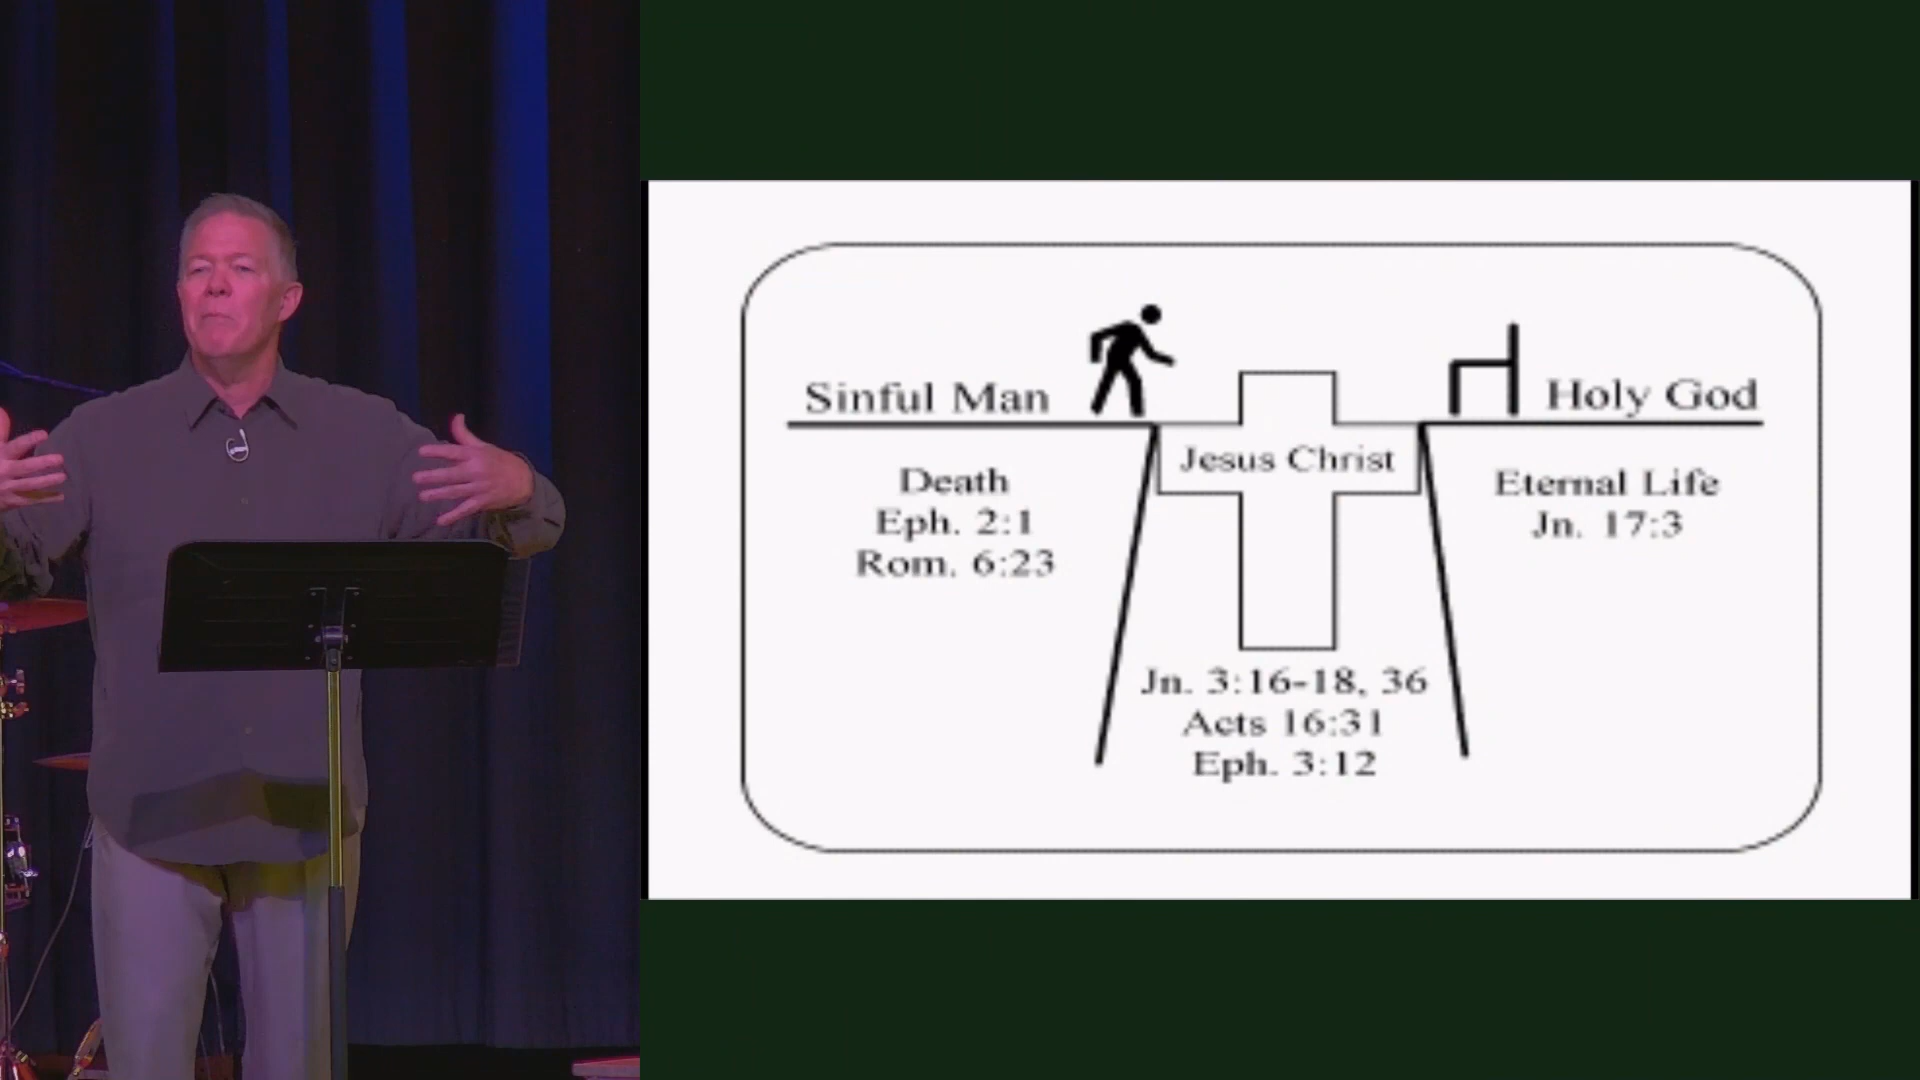 Sinful Man
Holy God
Jesus Christ
Death
Eph. 2:1
Rom. 6:23
Eternal Life
Jn. 17:3
Jn. 3:16-18, 36
Acts 16:31
Eph. 3:12